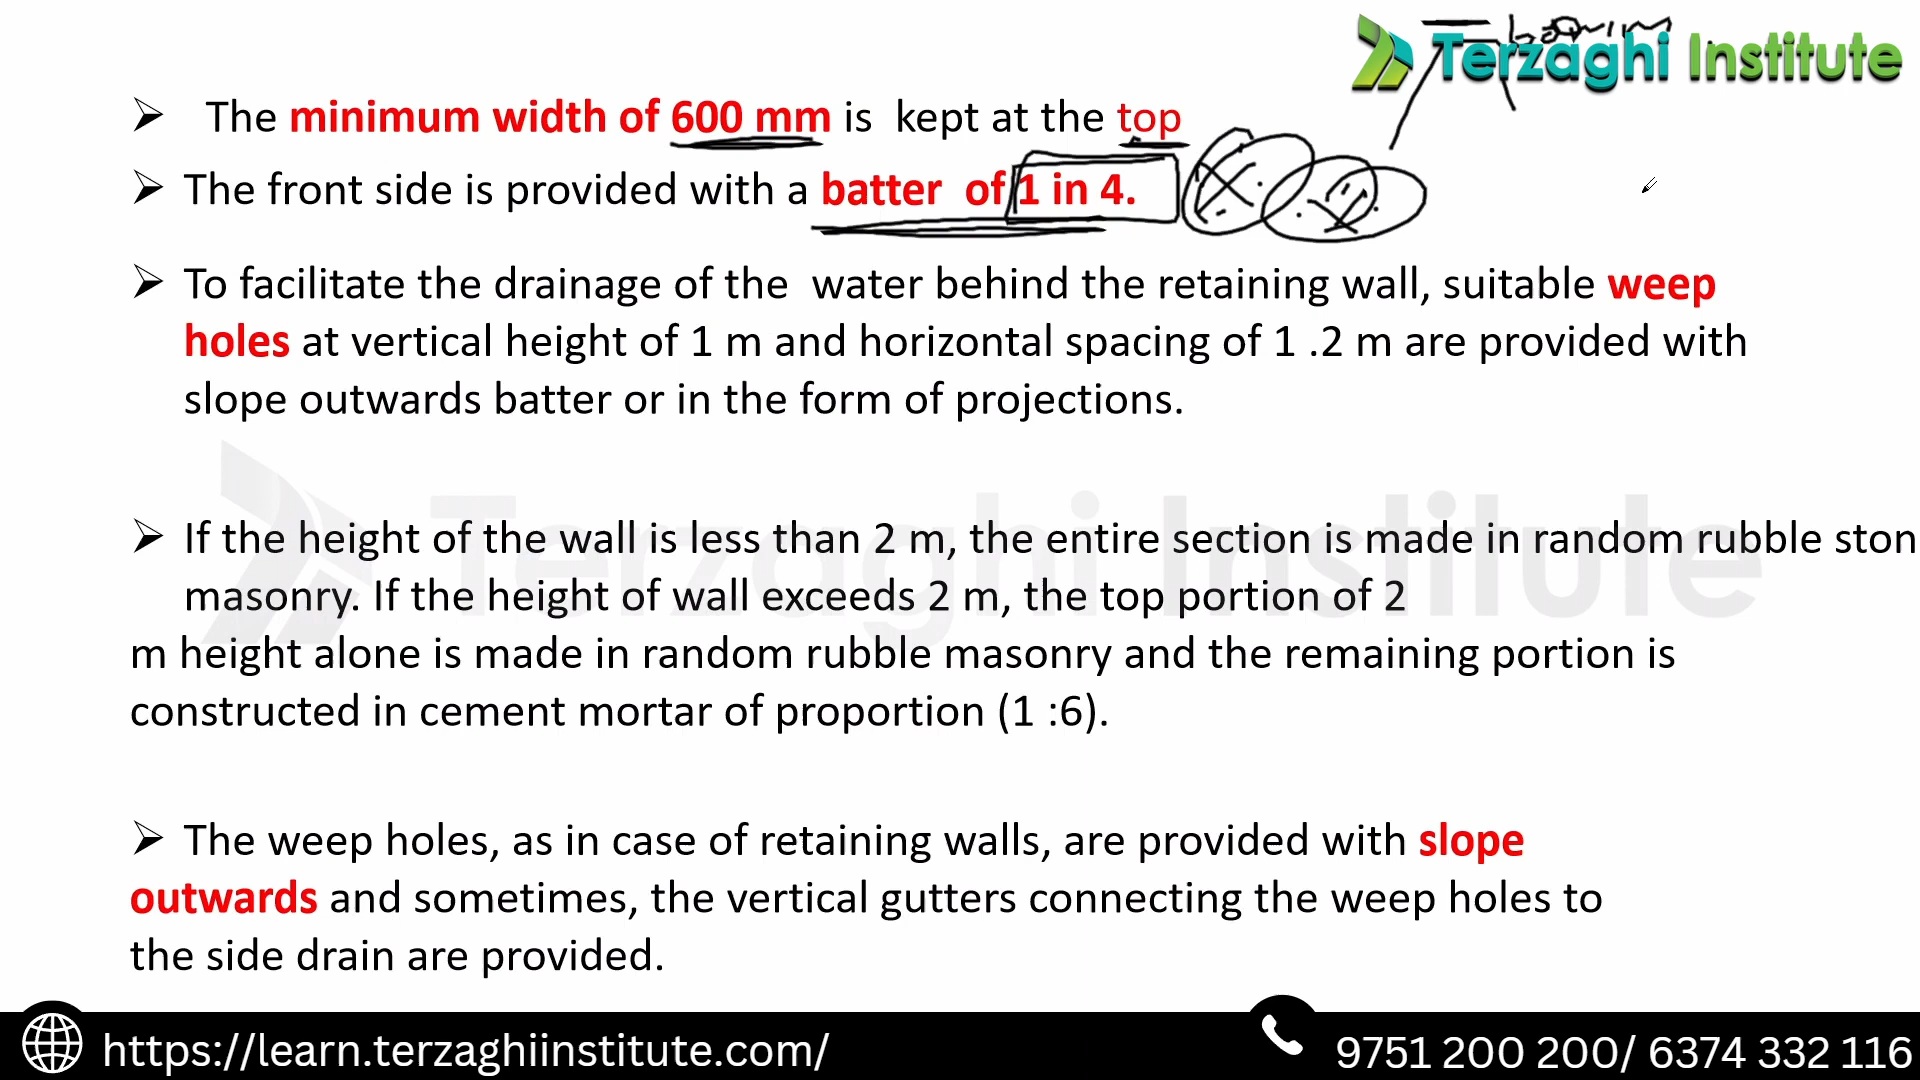 Terzaghi Institute
➢ The minimum width of 600 mm is kept at the top
➢ The front side is provided with a batter of 1 in 4.
➢ To facilitate the drainage of the water behind the retaining wall, suitable weep
holes at vertical height of 1 m and horizontal spacing of 1 .2 m are provided with
slope outwards batter or in the form of projections.
Terzaghi Institute
➢ If the height of the wall is less than 2 m, the entire section is made in random rubble ston
masonry. If the height of wall exceeds 2 m, the top portion of 2
m height alone is made in random rubble masonry and the remaining portion is
constructed in cement mortar of proportion (1 :6).
➢ The weep holes, as in case of retaining walls, are provided with slope
outwards and sometimes, the vertical gutters connecting the weep holes to
the side drain are provided.
https://learn.terzaghiinstitute.com/
9751 200 200/ 6374 332 116